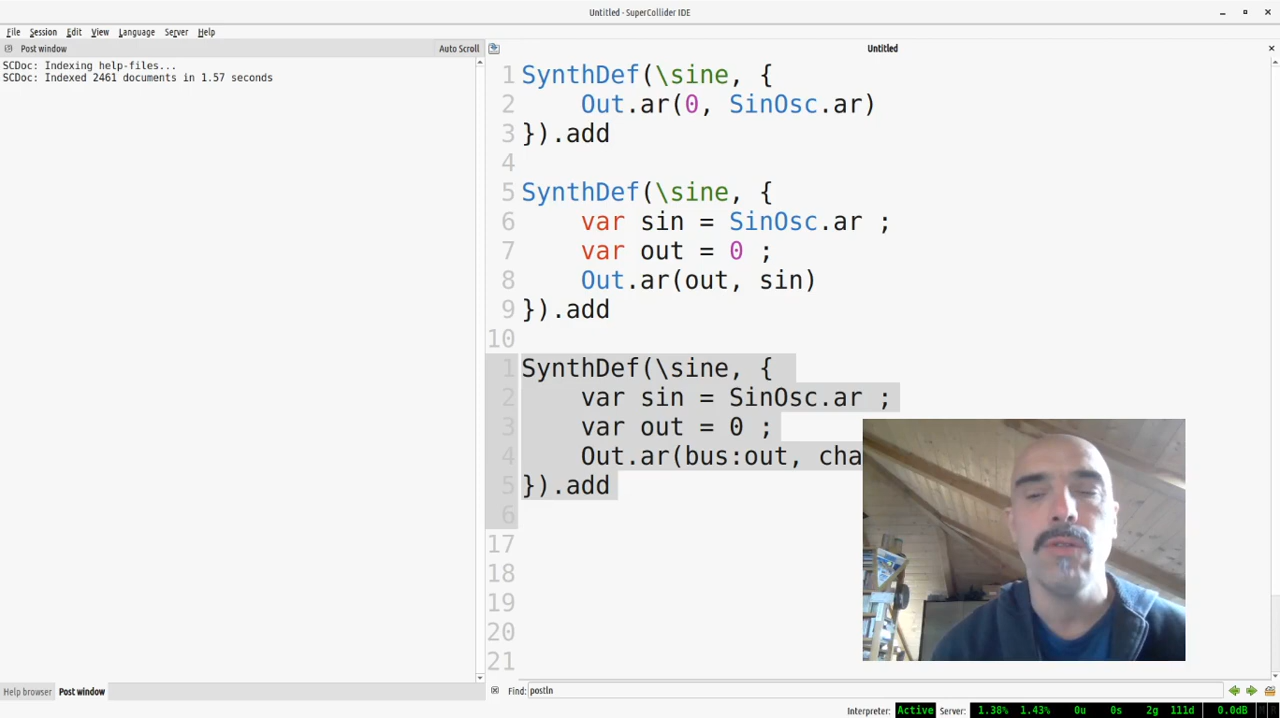 Untitled - SuperCollider IDE
File Session Edit View Language Server Help
Post window
Auto Scroll
Untitled
SCDoc: Indexing help-files...
SCDoc: Indexed 2461 documents in 1.57 seconds
1 SynthDef(\sine, {
2 Out.ar(0, SinOsc.ar)
3 }).add
4
5 SynthDef(\sine, {
6 var sin = SinOsc.ar ;
7 var out = 0 ;
8 Out.ar(out, sin)
9 }).add
10
1 SynthDef(\sine, {
2 var sin = SinOsc.ar ;
3 var out = 0 ;
4 Out.ar(bus:out, cha
5 }).add
6
17
18
19
20
21
Help browser Post window
Find: postln
Interpreter: Active Server: 1.38% 1.43% 0u 0s 2g 111d 0.0dB